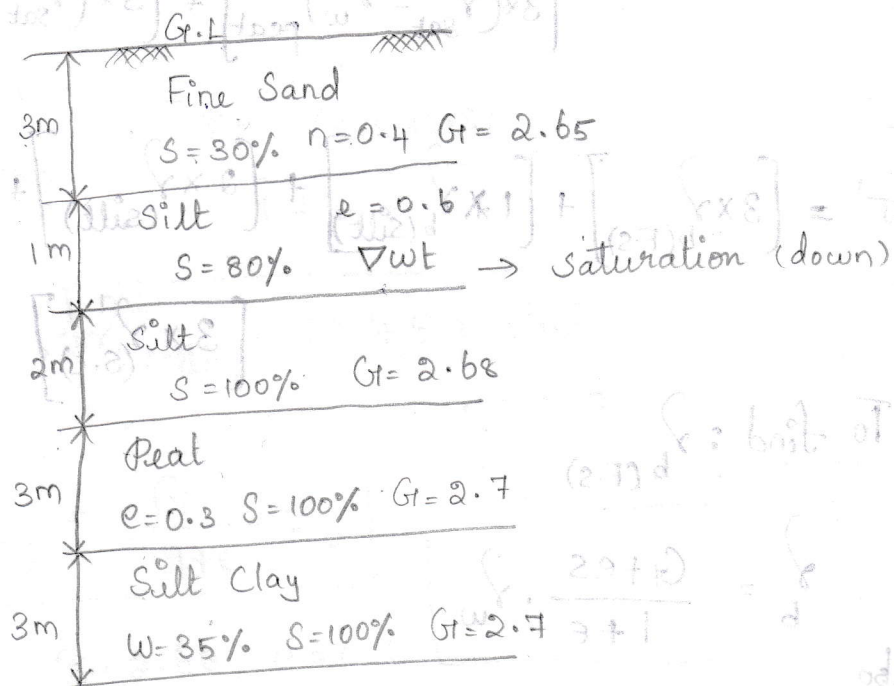 G.L
Fine Sand
3m
S=30% n=0.4 G=2.65
Silt e=0.6
1m
S=80% ∇wt → saturation (down)
Silt
2m
S=100% G=2.68
Peat
3m
e=0.3 S=100% G=2.7
Silt Clay
3m
W=35% S=100% G=2.7